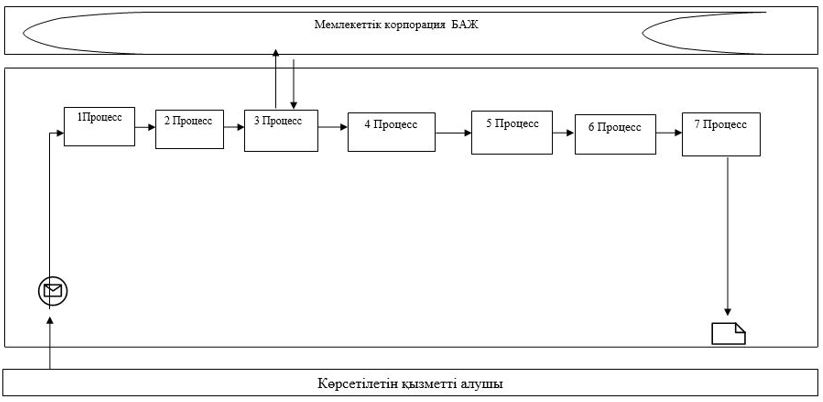 Мемлекеттік корпорация БАЖ
1Процесс
2 Процесс
3 Процесс
4 Процесс
5 Процесс
6 Процесс
7 Процесс
Көрсетілетін қызметті алушы